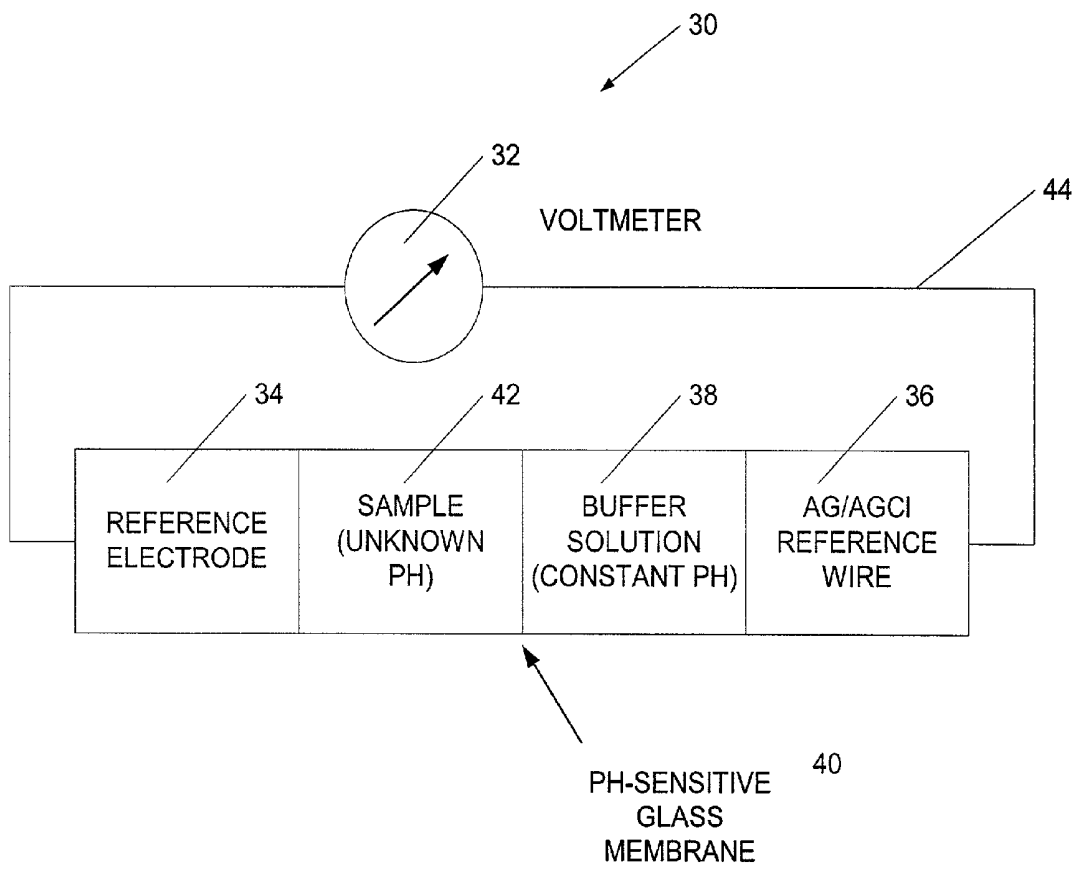 30
32
VOLTMETER
44
34
42
38
36
REFERENCE
ELECTRODE
SAMPLE
(UNKNOWN
PH)
BUFFER
SOLUTION
(CONSTANT PH)
AG/AGCl
REFERENCE
WIRE
40
PH-SENSITIVE
GLASS
MEMBRANE